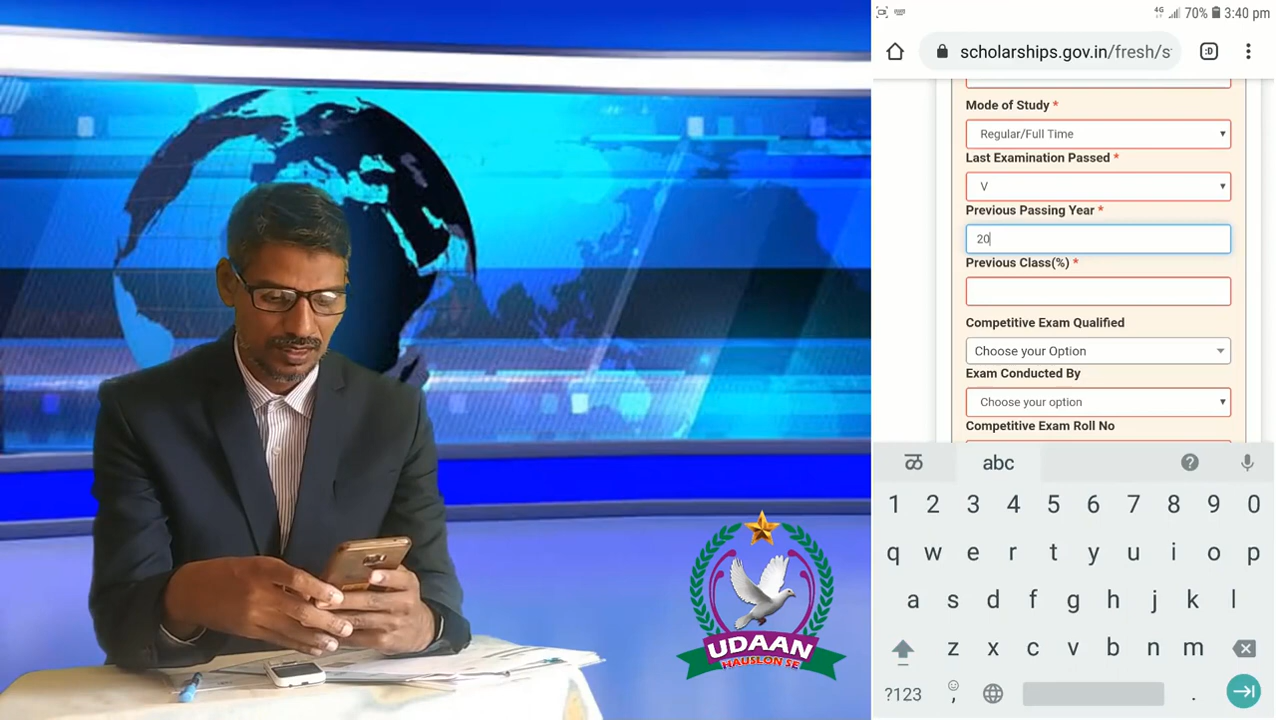 4G 70% 3:40 pm
scholarships.gov.in/fresh/s
Mode of Study *
Regular/Full Time
Last Examination Passed *
V
Previous Passing Year *
20
Previous Class(%) *
Competitive Exam Qualified
Choose your Option
Exam Conducted By
Choose your option
Competitive Exam Roll No
ळ abc
1 2 3 4 5 6 7 8 9 0
q w e r t y u i o p
a s d f g h j k l
z x c v b n m
?123 , .
UDAAN
HAUSLON SE